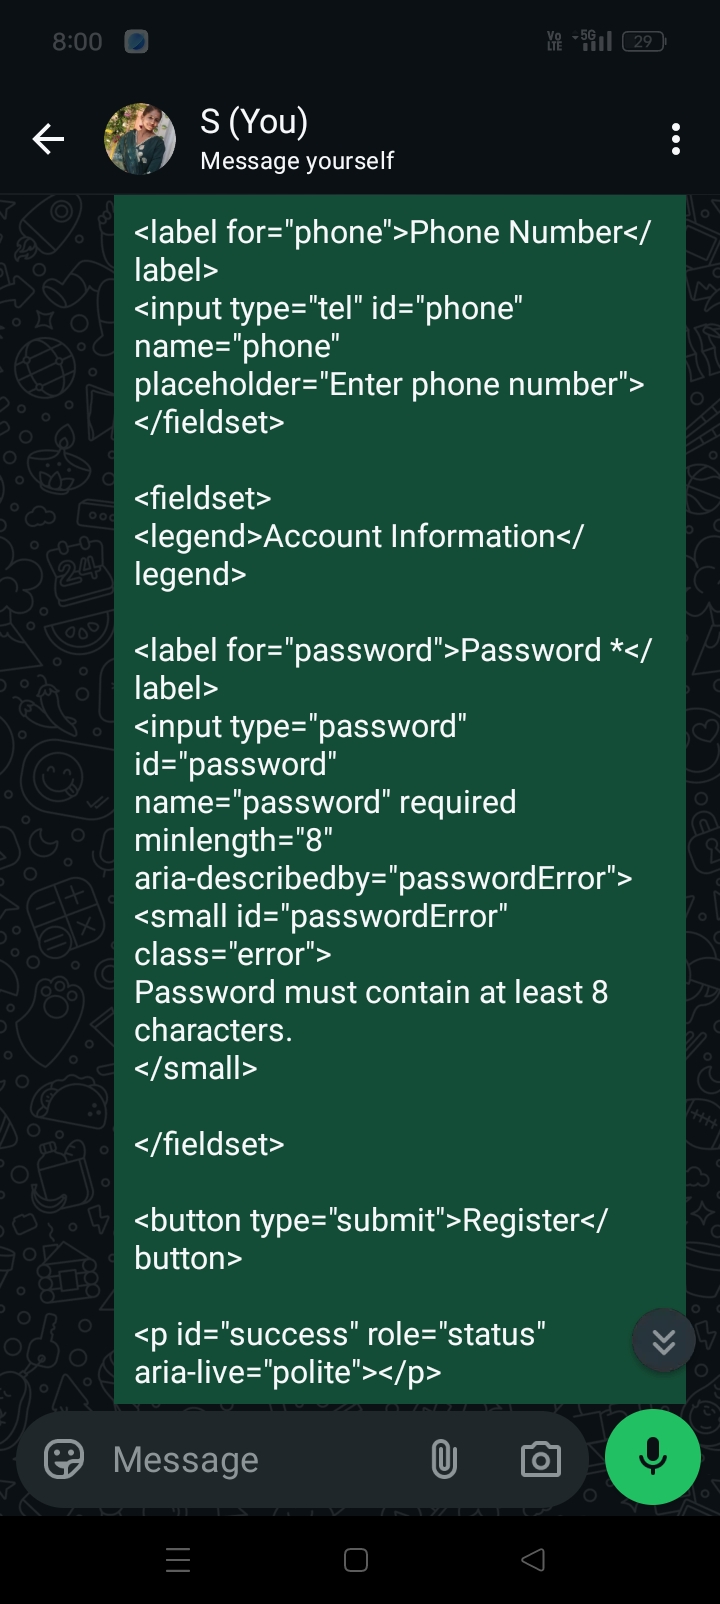 8:00
Vo
LTE
5G
29
S (You)
Message yourself
<label for="phone">Phone Number</
label>
<input type="tel" id="phone"
name="phone"
placeholder="Enter phone number">
</fieldset>
<fieldset>
<legend>Account Information</
legend>
<label for="password">Password *</
label>
<input type="password"
id="password"
name="password" required
minlength="8"
aria-describedby="passwordError">
<small id="passwordError"
class="error">
Password must contain at least 8
characters.
</small>
</fieldset>
<button type="submit">Register</
button>
<p id="success" role="status"
aria-live="polite"></p>
Message